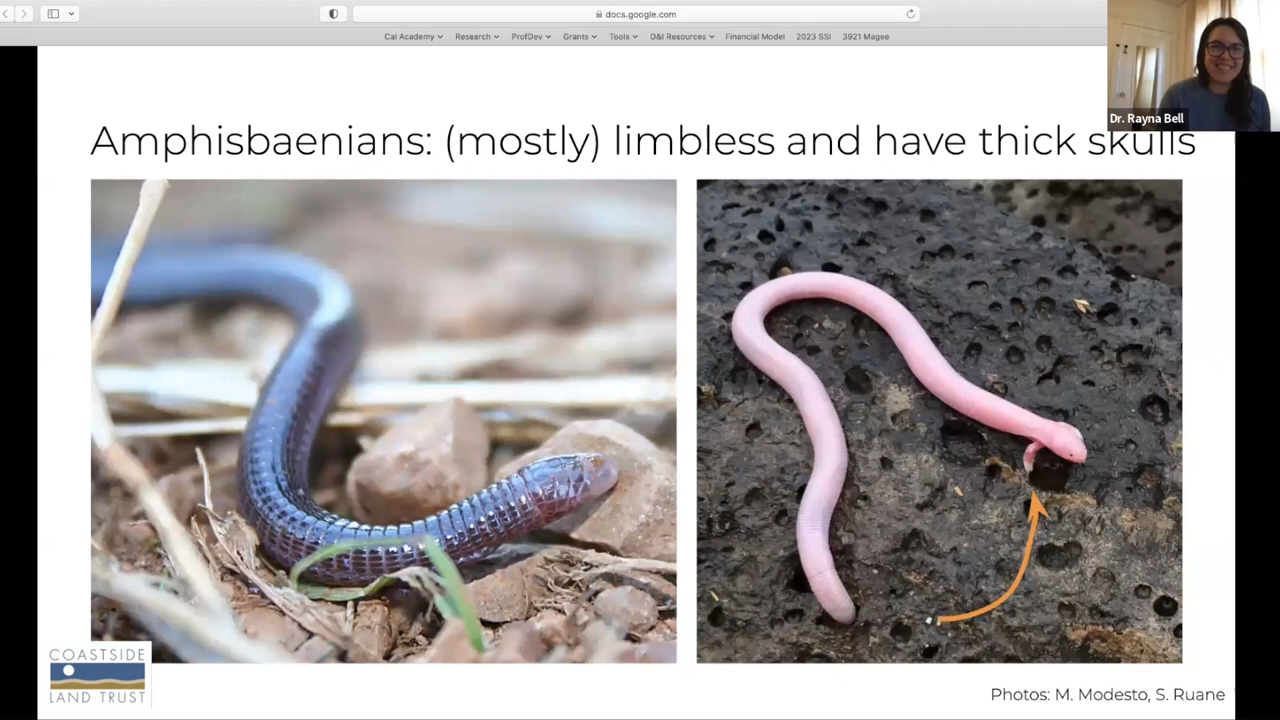 docs.google.com
Cal Academy Research ProfDev Grants Tools D&I Resources Financial Model 2023 SSI 3921 Magee
Dr. Rayna Bell
Amphisbaenians: (mostly) limbless and have thick skulls
COASTSIDE
LAND TRUST
Photos: M. Modesto, S. Ruane